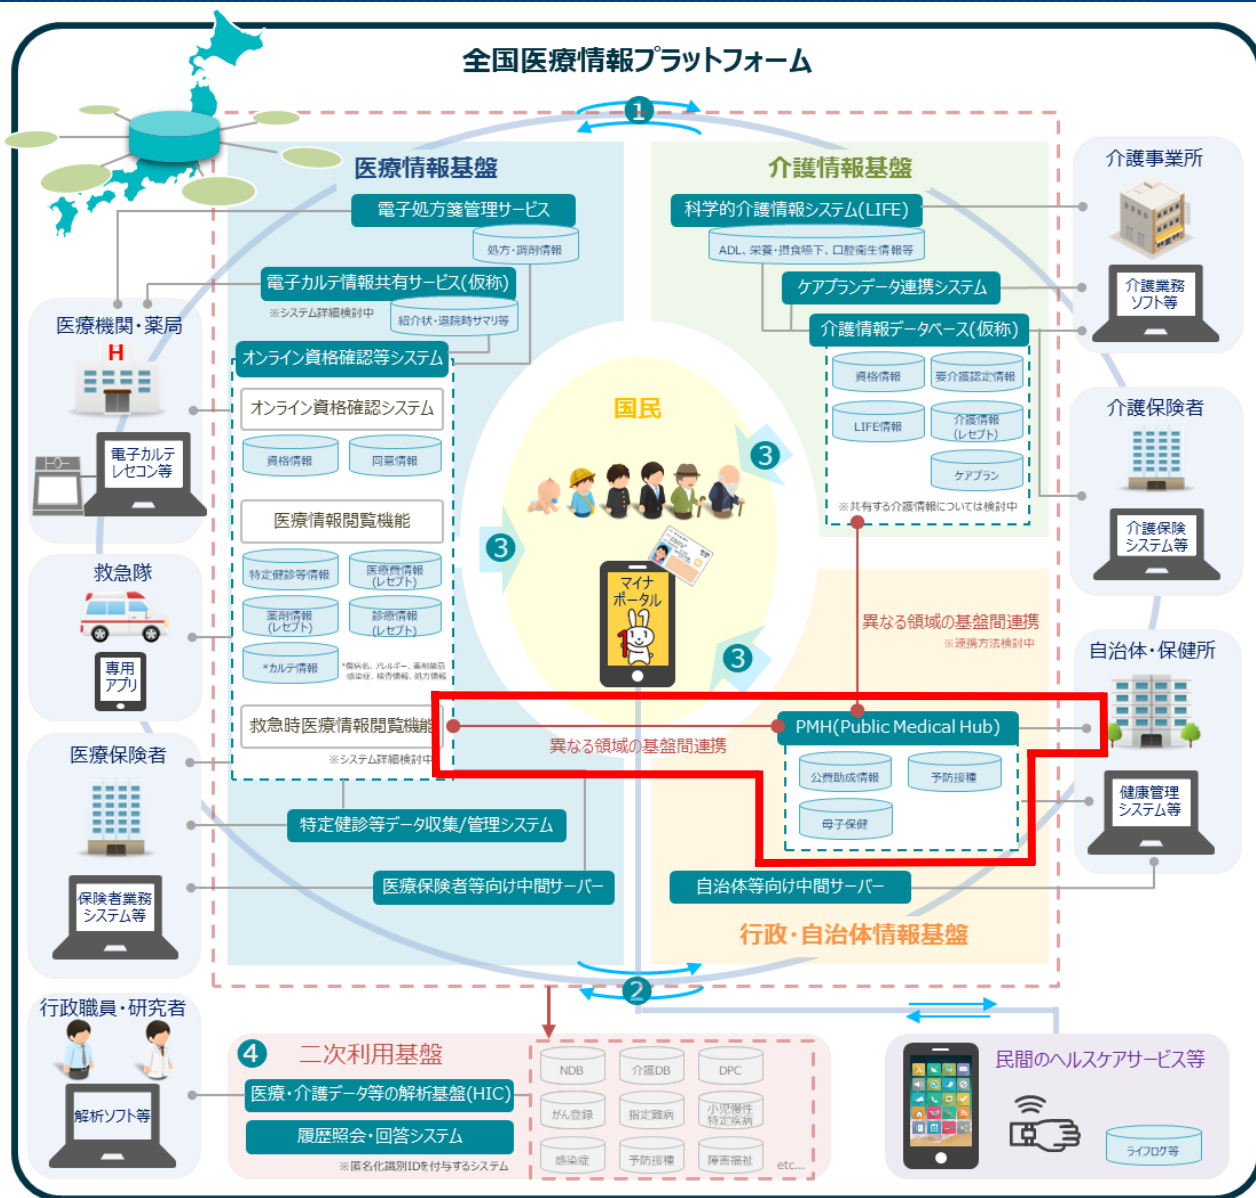 全国医療情報プラットフォーム
1
医療情報基盤
電子処方箋管理サービス
処方・調剤情報
電子カルテ情報共有サービス(仮称)
※システム詳細検討中
紹介状・退院時サマリ等
オンライン資格確認等システム
オンライン資格確認システム
資格情報
同意情報
医療情報閲覧機能
特定健診等情報
医療費情報
(レセプト)
薬剤情報
(レセプト)
診療情報
(レセプト)
*カルテ情報
*傷病名、アレルギー、薬剤禁忌
感染症、検査情報、処方情報
救急時医療情報閲覧機能
※システム詳細検討中
特定健診等データ収集/管理システム
医療保険者等向け中間サーバー
介護情報基盤
科学的介護情報システム(LIFE)
ADL、栄養・摂食嚥下、口腔衛生情報等
ケアプランデータ連携システム
介護情報データベース(仮称)
資格情報
要介護認定情報
LIFE情報
介護情報
(レセプト)
ケアプラン
※共有する介護情報については検討中
国民
3
3
3
マイナ
ポータル
異なる領域の基盤間連携
※連携方法検討中
異なる領域の基盤間連携
PMH(Public Medical Hub)
公費助成情報
予防接種
母子保健
自治体等向け中間サーバー
行政・自治体情報基盤
2
医療機関・薬局
H
電子カルテ
レセコン等
救急隊
専用
アプリ
医療保険者
保険者業務
システム等
行政職員・研究者
解析ソフト等
介護事業所
介護業務
ソフト等
介護保険者
介護保険
システム等
自治体・保健所
健康管理
システム等
4
二次利用基盤
医療・介護データ等の解析基盤(HIC)
履歴照会・回答システム
※匿名化識別IDを付与するシステム
NDB
介護DB
DPC
がん登録
指定難病
小児慢性
特定疾病
感染症
予防接種
障害福祉
etc...
民間のヘルスケアサービス等
ライフログ等